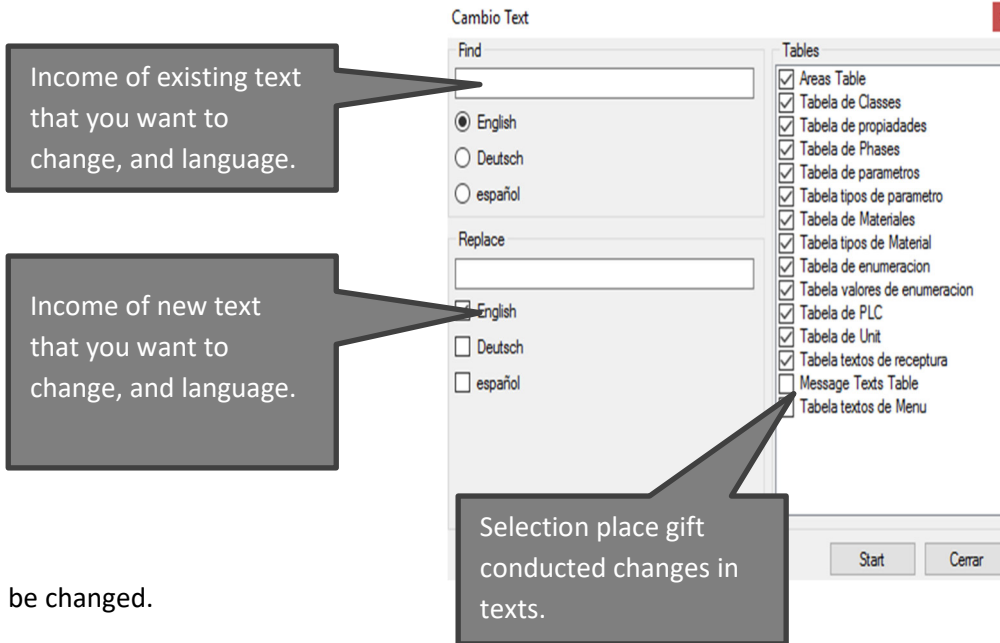 Cambio Text
Find
English
Deutsch
español
Replace
English
Deutsch
español
Tables
Areas Table
Tabela de Classes
Tabela de propiadades
Tabela de Phases
Tabela de parametros
Tabela tipos de parametro
Tabela de Materiales
Tabela tipos de Material
Tabela de enumeracion
Tabela valores de enumeracion
Tabela de PLC
Tabela de Unit
Tabela textos de receptura
Message Texts Table
Tabela textos de Menu
Start
Cerrar
Income of existing text
that you want to
change, and language.
Income of new text
that you want to
change, and language.
Selection place gift
conducted changes in
texts.
be changed.